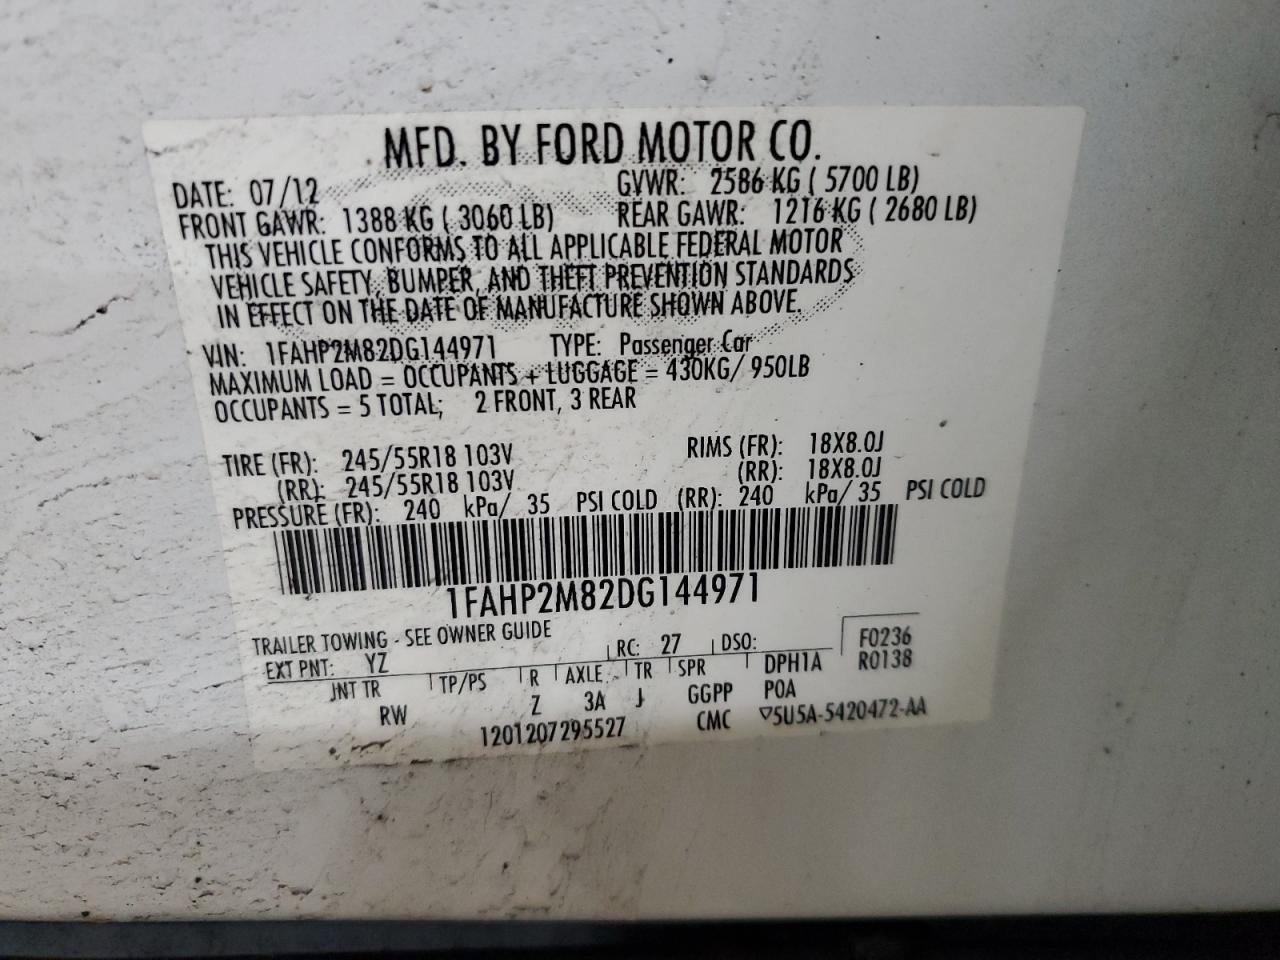 MFD. BY FORD MOTOR CO.
DATE: 07/12 GVWR: 2586 KG ( 5700 LB)
FRONT GAWR: 1388 KG ( 3060 LB) REAR GAWR: 1216 KG ( 2680 LB)
THIS VEHICLE CONFORMS TO ALL APPLICABLE FEDERAL MOTOR
VEHICLE SAFETY, BUMPER, AND THEFT PREVENTION STANDARDS
IN EFFECT ON THE DATE OF MANUFACTURE SHOWN ABOVE.
VIN: 1FAHP2M82DG144971 TYPE: Passenger Car
MAXIMUM LOAD = OCCUPANTS + LUGGAGE = 430KG/ 950LB
OCCUPANTS = 5 TOTAL; 2 FRONT, 3 REAR
TIRE (FR): 245/55R18 103V RIMS (FR): 18X8.0J
(RR): 245/55R18 103V (RR): 18X8.0J
PRESSURE (FR): 240 kPa/ 35 PSI COLD (RR): 240 kPa/ 35 PSI COLD
1FAHP2M82DG144971
TRAILER TOWING - SEE OWNER GUIDE
EXT PNT: YZ RC: 27 DSO: F0236
INT TR TP/PS R AXLE TR SPR DPH1A R0138
RW Z 3A J GGPP POA
1201207295527 CMC ▽5U5A-5420472-AA